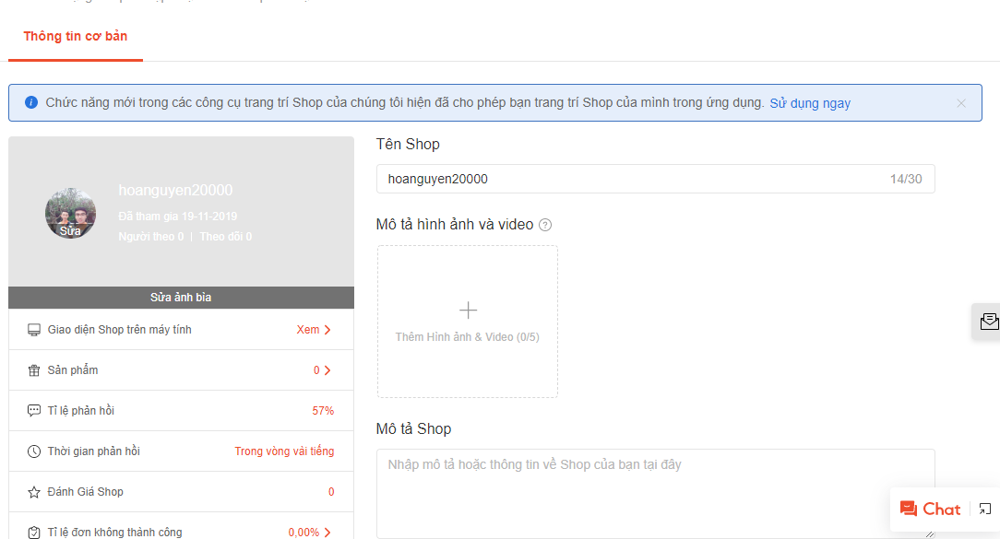 Thông tin cơ bản
Chức năng mới trong các công cụ trang trí Shop của chúng tôi hiện đã cho phép bạn trang trí Shop của mình trong ứng dụng. Sử dụng ngay
hoanguyen20000
Đã tham gia 19-11-2019
Người theo 0 | Theo dõi 0
Sửa
Sửa ảnh bìa
Giao diện Shop trên máy tính Xem
Sản phẩm 0
Tỉ lệ phản hồi 57%
Thời gian phản hồi Trong vòng vài tiếng
Đánh Giá Shop 0
Tỉ lệ đơn không thành công 0,00%
Tên Shop
hoanguyen20000 14/30
Mô tả hình ảnh và video
Thêm Hình ảnh & Video (0/5)
Mô tả Shop
Nhập mô tả hoặc thông tin về Shop của bạn tại đây
Chat